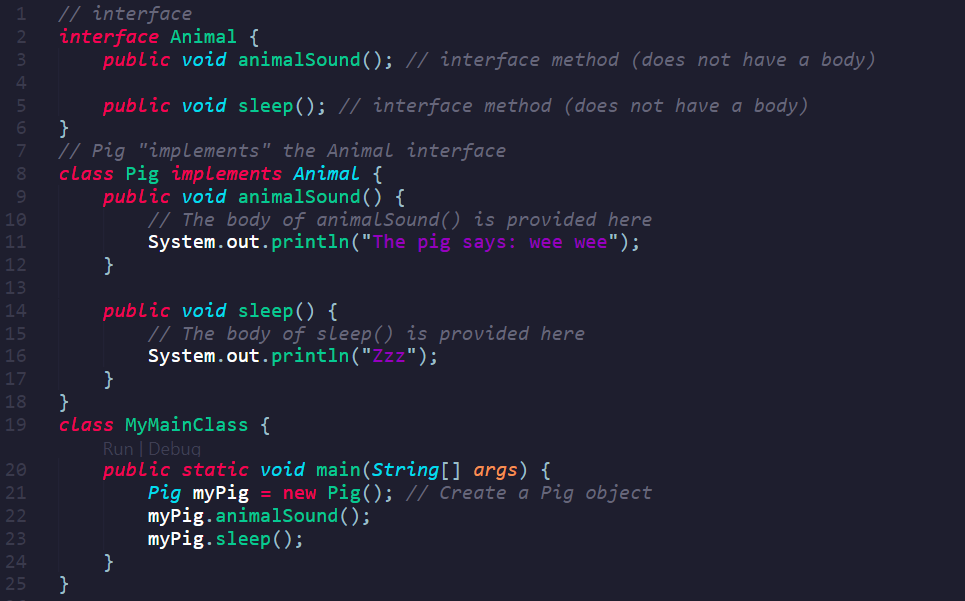 1 // interface
2 interface Animal {
3     public void animalSound(); // interface method (does not have a body)
4
5     public void sleep(); // interface method (does not have a body)
6 }
7 // Pig "implements" the Animal interface
8 class Pig implements Animal {
9     public void animalSound() {
10         // The body of animalSound() is provided here
11         System.out.println("The pig says: wee wee");
12     }
13
14     public void sleep() {
15         // The body of sleep() is provided here
16         System.out.println("Zzz");
17     }
18 }
19 class MyMainClass {
Run | Debug
20     public static void main(String[] args) {
21         Pig myPig = new Pig(); // Create a Pig object
22         myPig.animalSound();
23         myPig.sleep();
24     }
25 }